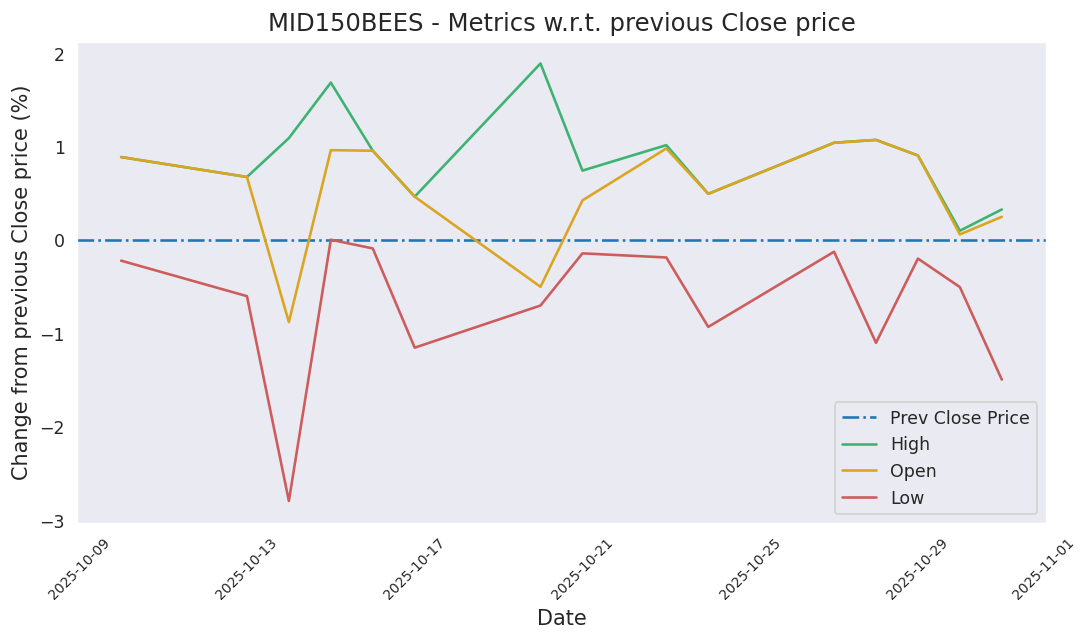 MID150BEES - Metrics w.r.t. previous Close price
Change from previous Close price (%)
2
1
0
−1
−2
−3
Prev Close Price
High
Open
Low
2025-10-09
2025-10-13
2025-10-17
2025-10-21
2025-10-25
2025-10-29
2025-11-01
Date